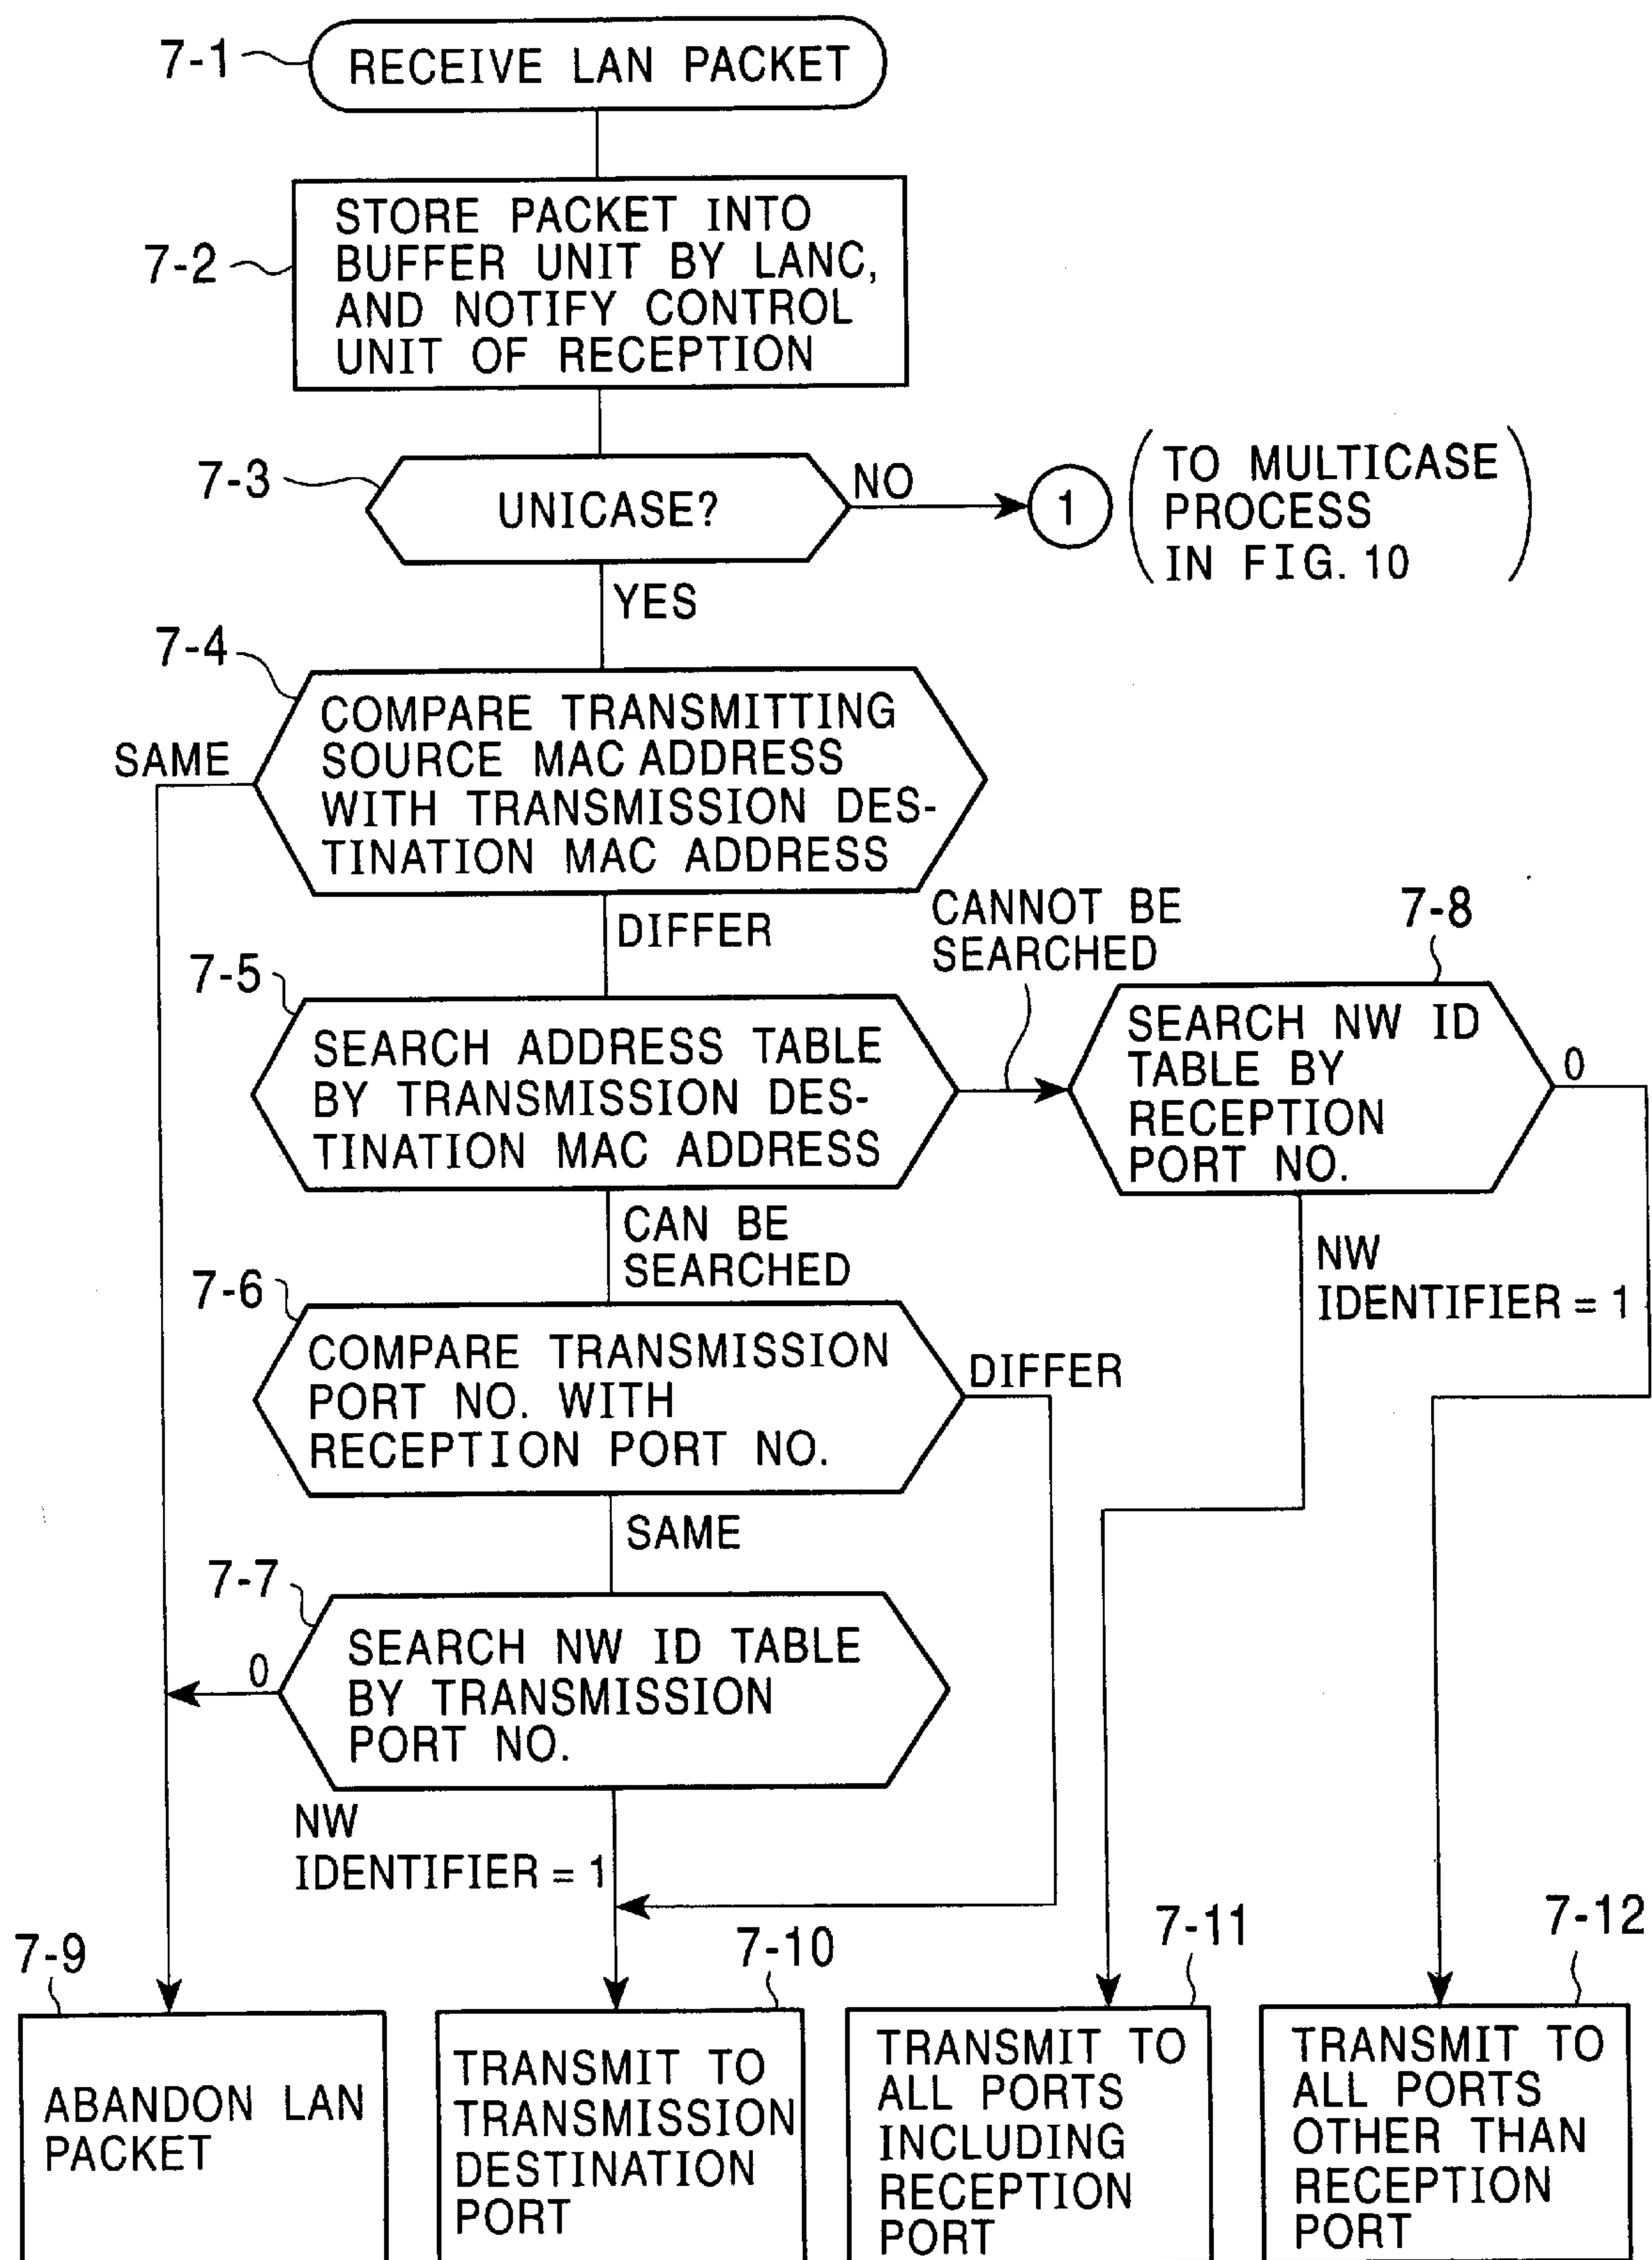 7-1
RECEIVE LAN PACKET
7-2
STORE PACKET INTO
BUFFER UNIT BY LANC,
AND NOTIFY CONTROL
UNIT OF RECEPTION
7-3
UNICASE?
NO
1
TO MULTICASE
PROCESS
IN FIG. 10
YES
7-4
COMPARE TRANSMITTING
SOURCE MAC ADDRESS
WITH TRANSMISSION DES-
TINATION MAC ADDRESS
SAME
DIFFER
7-5
SEARCH ADDRESS TABLE
BY TRANSMISSION DES-
TINATION MAC ADDRESS
CANNOT BE
SEARCHED
7-8
SEARCH NW ID
TABLE BY
RECEPTION
PORT NO.
0
NW
IDENTIFIER = 1
CAN BE
SEARCHED
7-6
COMPARE TRANSMISSION
PORT NO. WITH
RECEPTION PORT NO.
DIFFER
SAME
7-7
SEARCH NW ID TABLE
BY TRANSMISSION
PORT NO.
0
NW
IDENTIFIER = 1
7-9
ABANDON LAN
PACKET
7-10
TRANSMIT TO
TRANSMISSION
DESTINATION
PORT
7-11
TRANSMIT TO
ALL PORTS
INCLUDING
RECEPTION
PORT
7-12
TRANSMIT TO
ALL PORTS
OTHER THAN
RECEPTION
PORT